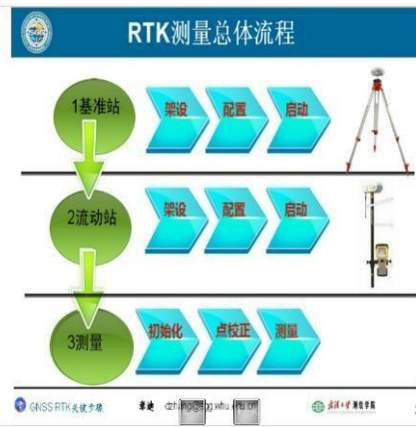 RTK测量总体流程
1基准站
架设
配置
启动
2流动站
架设
配置
启动
3测量
初始化
点校正
测量
GNSS RTK关键步骤
武汉大学 测绘学院